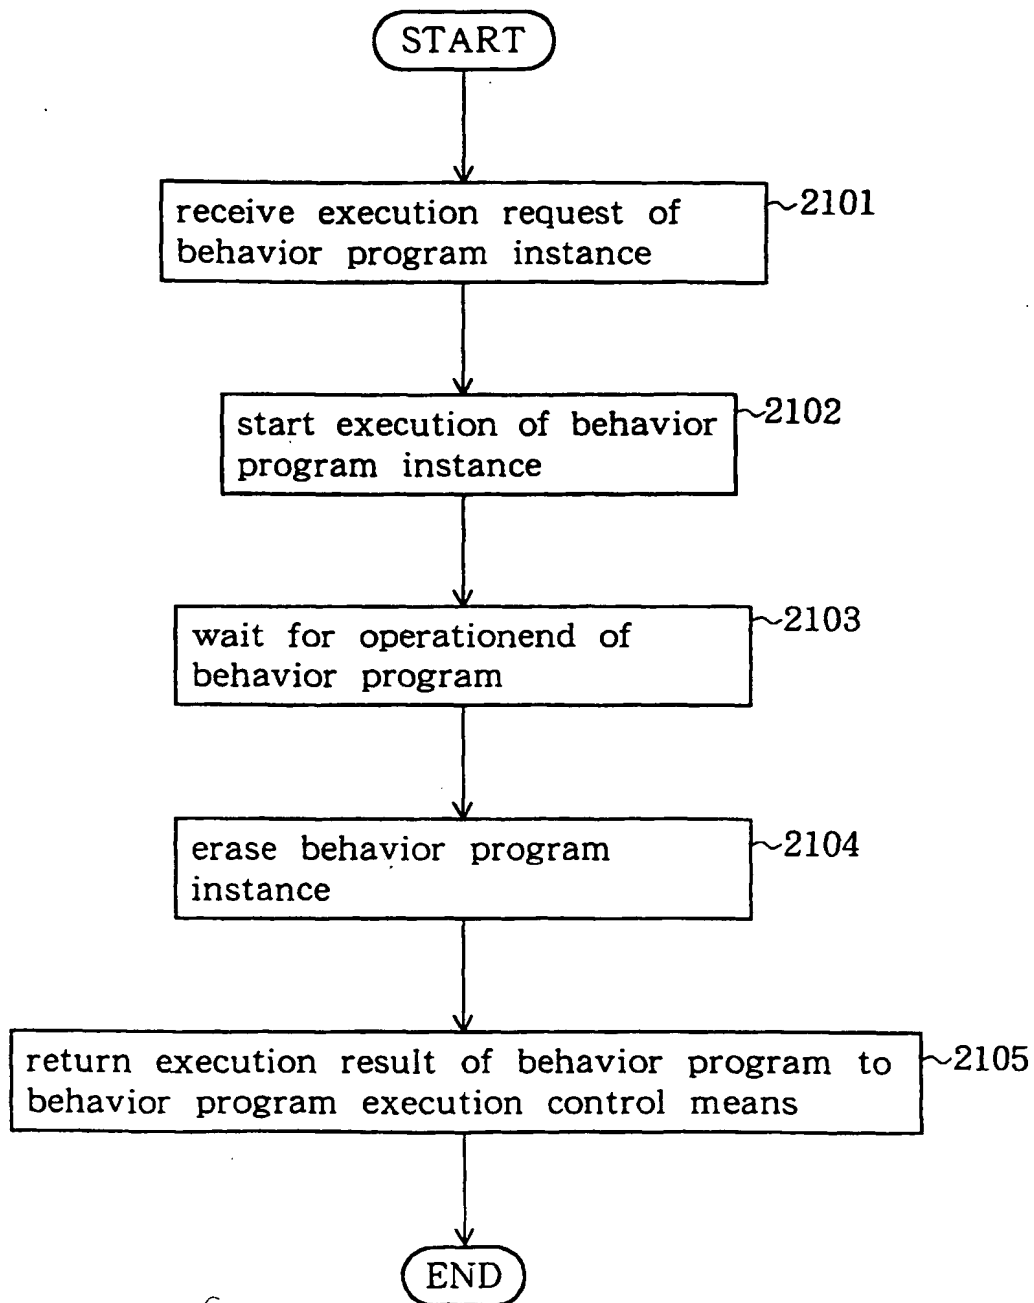 START
receive execution request of
behavior program instance
2101
start execution of behavior
program instance
2102
wait for operationend of
behavior program
2103
erase behavior program
instance
2104
return execution result of behavior program to
behavior program execution control means
2105
END